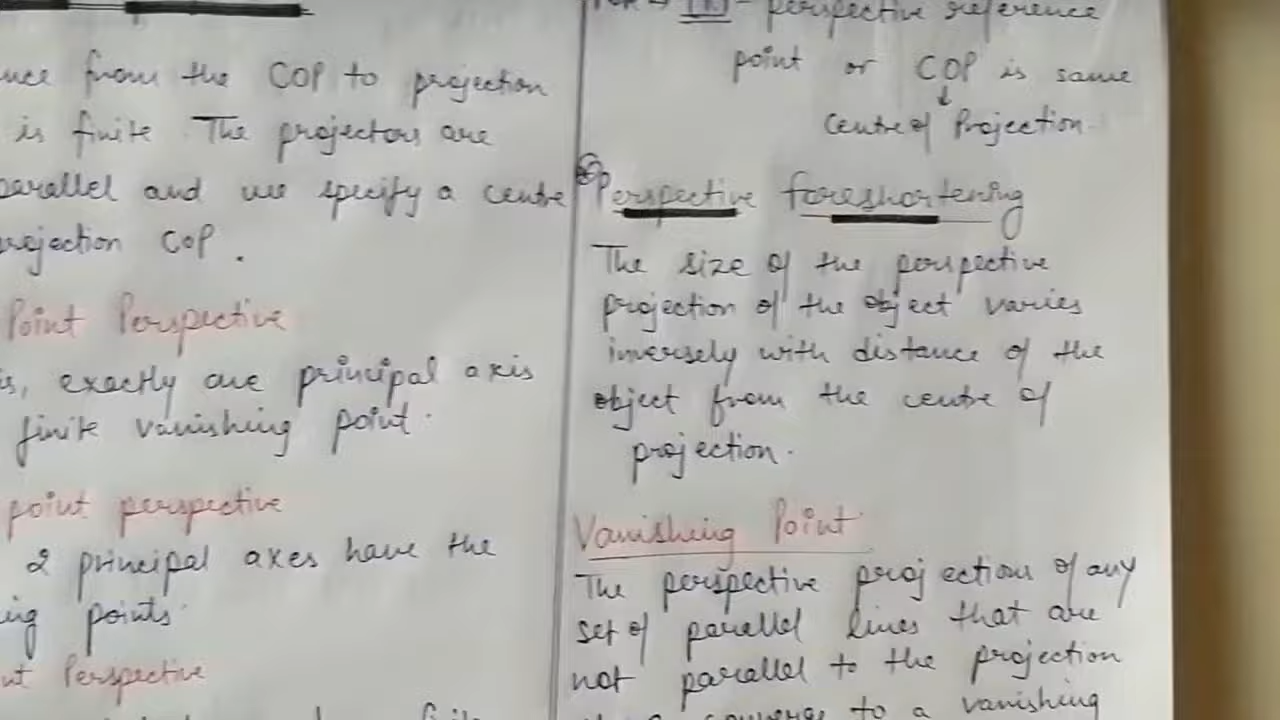 from the COP to projection
is finite. The projectors are
parallel and we specify a centre
projection COP.
Point Perspective
is, exactly one principal axis
finite vanishing point.
point perspective
2 principal axes have the
points.
Perspective
- perspective reference
point or COP is same
↓
Centre of Projection.
Perspective foreshortening
The size of the perspective
projection of the object varies
inversely with distance of the
object from the centre of
projection.
Vanishing Point
The perspective projections of any
set of parallel lines that are
not parallel to the projection
converge to a vanishing